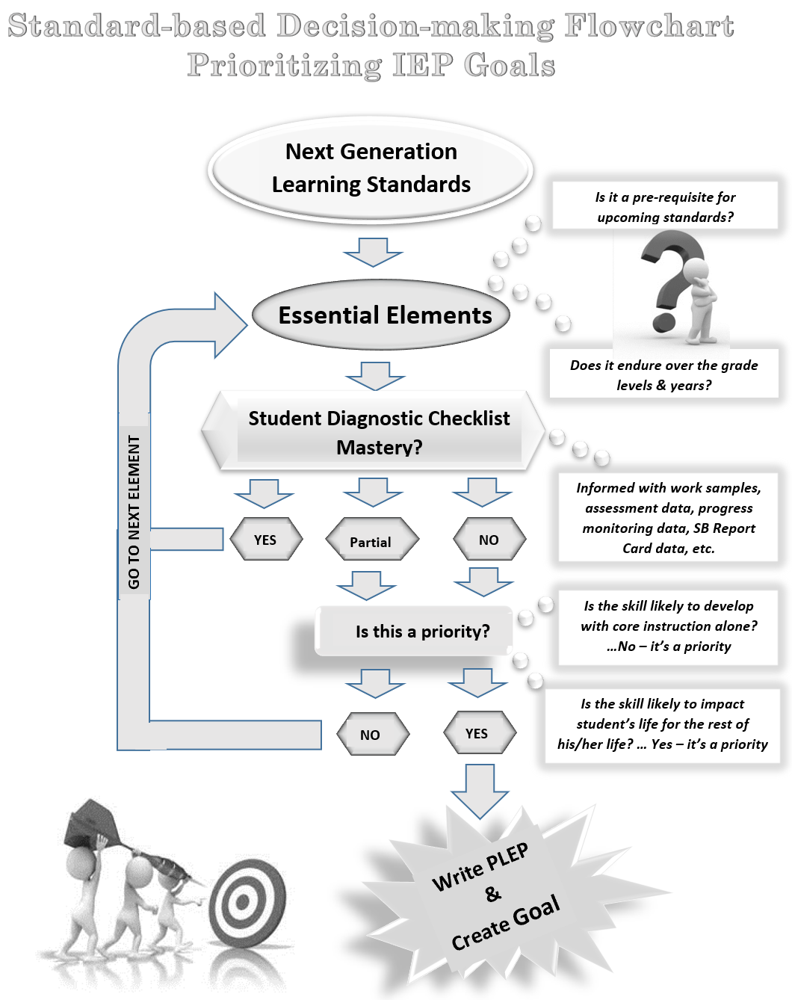 Standard-based Decision-making Flowchart
Prioritizing IEP Goals
Next Generation
Learning Standards
Is it a pre-requisite for
upcoming standards?
Essential Elements
Does it endure over the grade
levels & years?
Student Diagnostic Checklist
Mastery?
GO TO NEXT ELEMENT
Informed with work samples,
assessment data, progress
monitoring data, SB Report
Card data, etc.
YES
Partial
NO
Is this a priority?
Is the skill likely to develop
with core instruction alone?
...No – it's a priority
Is the skill likely to impact
student's life for the rest of
his/her life? ... Yes – it's a priority
NO
YES
Write PLEP
&
Create Goal